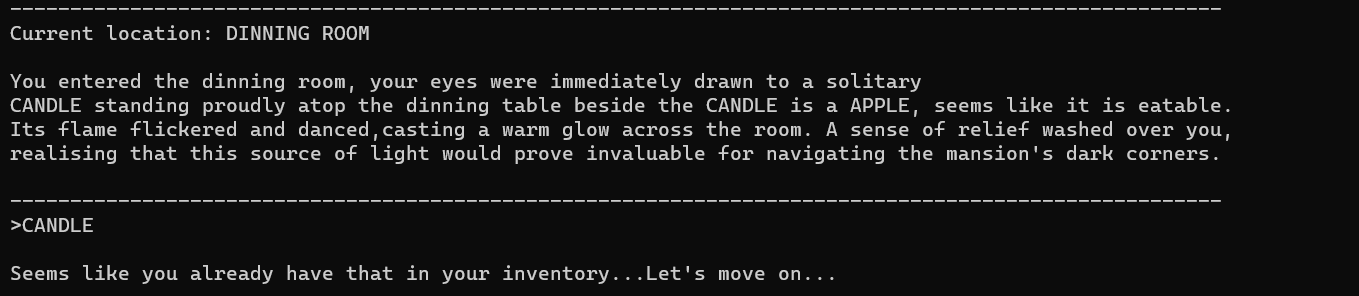 ----------------------------------------------------------------------------------------------------
Current location: DINNING ROOM
You entered the dinning room, your eyes were immediately drawn to a solitary
CANDLE standing proudly atop the dinning table beside the CANDLE is a APPLE, seems like it is eatable.
Its flame flickered and danced,casting a warm glow across the room. A sense of relief washed over you,
realising that this source of light would prove invaluable for navigating the mansion's dark corners.
----------------------------------------------------------------------------------------------------
>CANDLE
Seems like you already have that in your inventory...Let's move on...